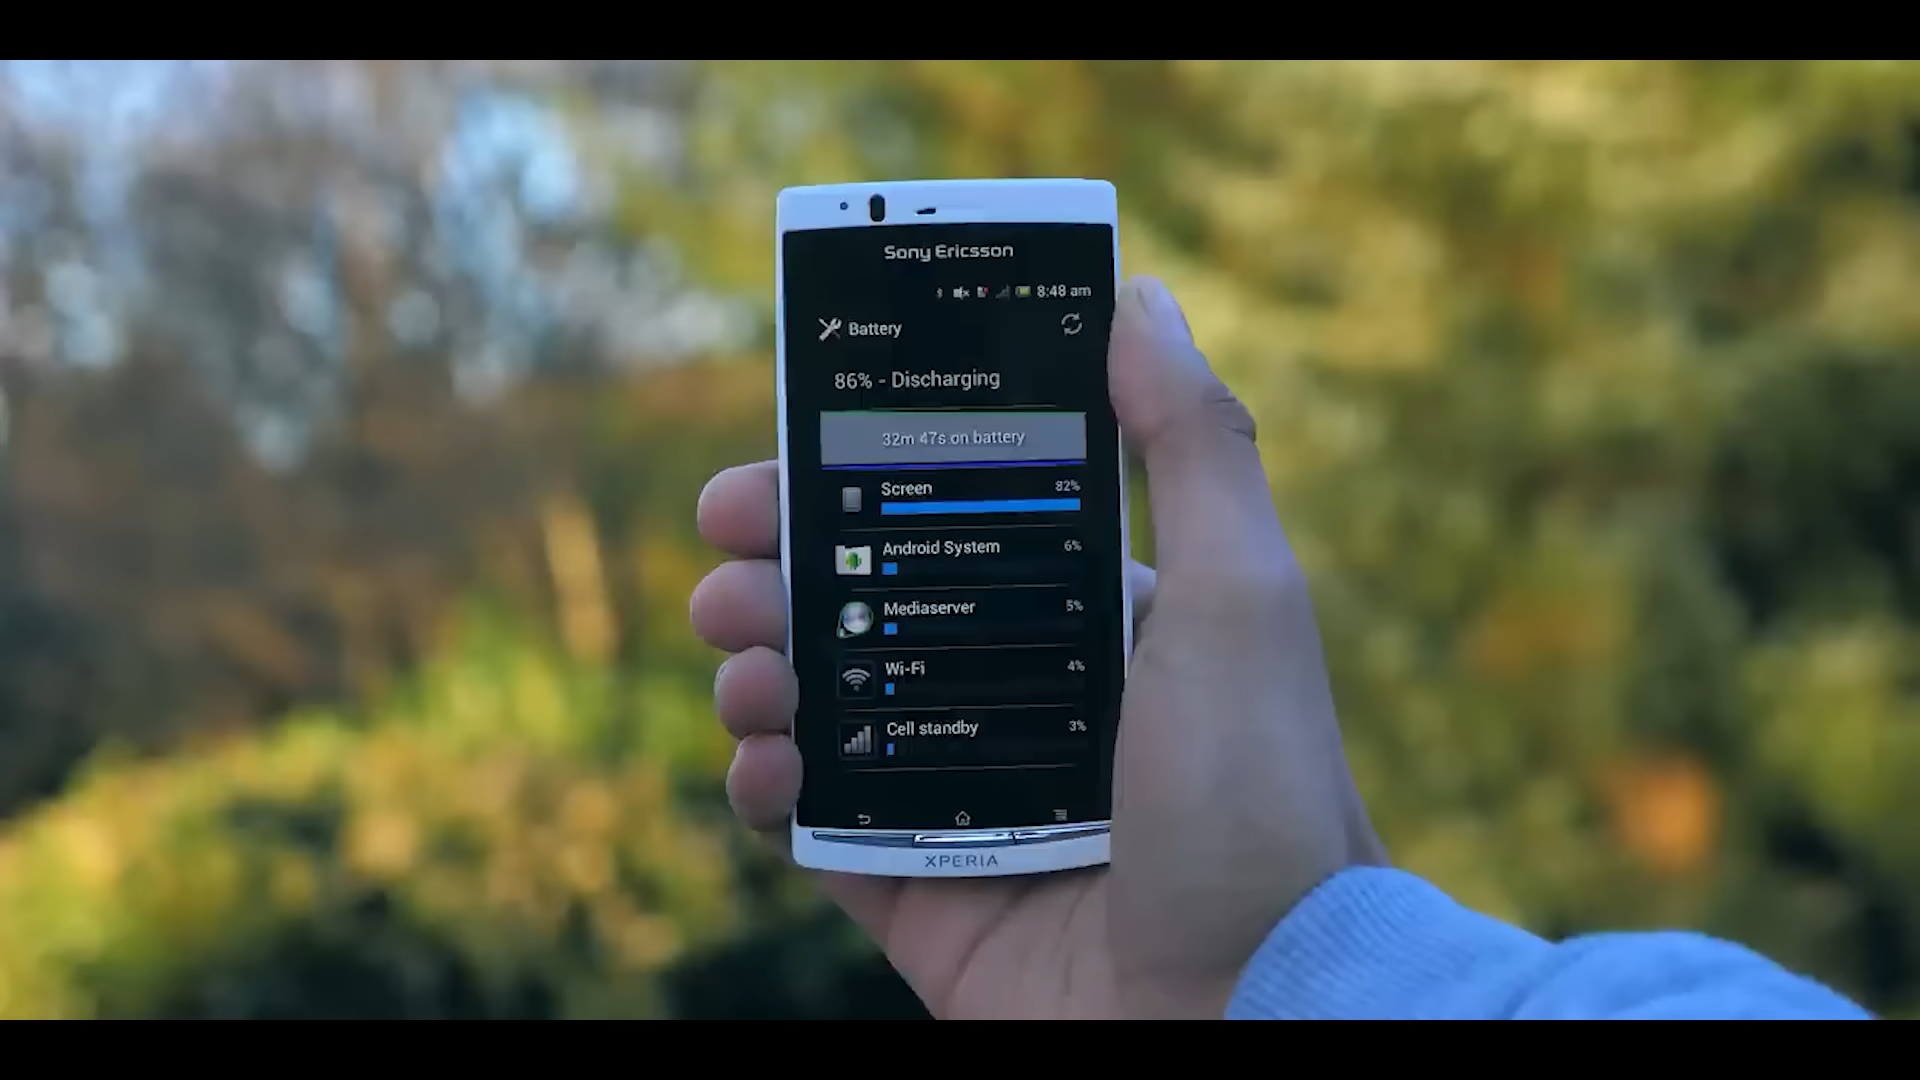 Sony Ericsson
8:48 am
Battery
86% - Discharging
32m 47s on battery
Screen 82%
Android System 6%
Mediaserver 5%
Wi-Fi 4%
Cell standby 3%
XPERIA